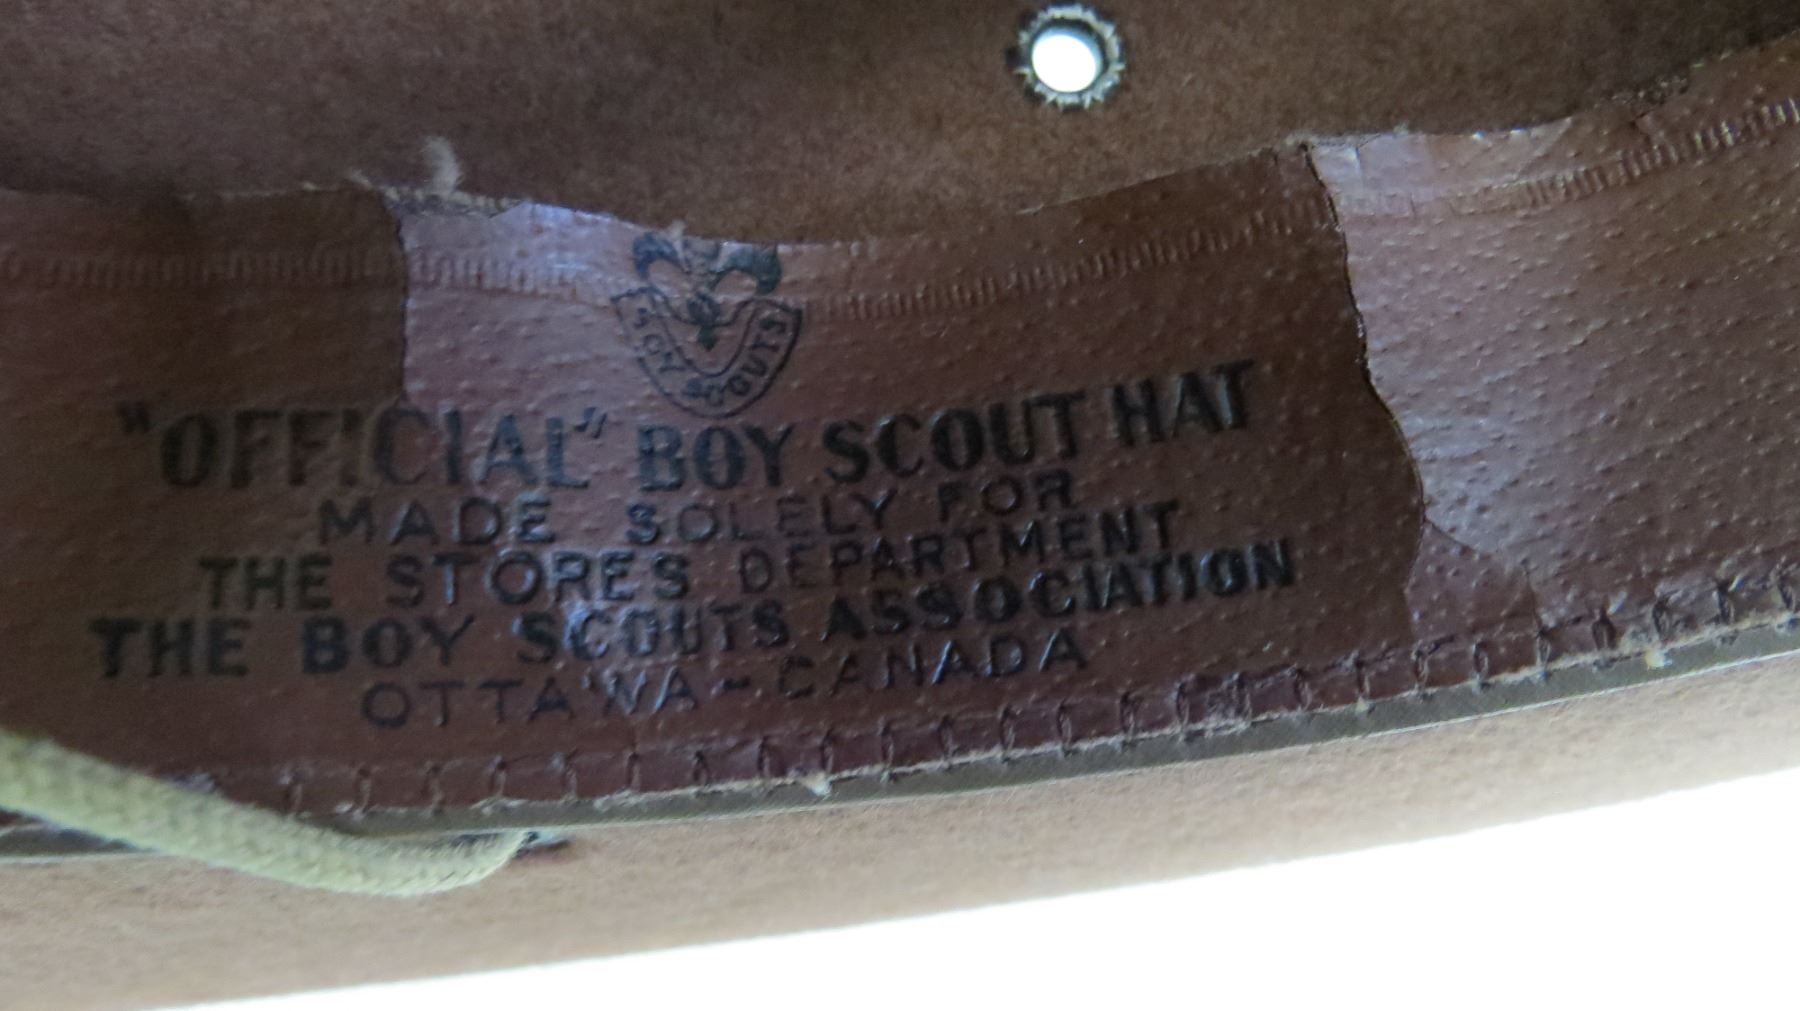 BOY SCOUTS
"OFFICIAL" BOY SCOUT HAT
MADE SOLELY FOR
THE STORES DEPARTMENT
THE BOY SCOUTS ASSOCIATION
OTTAWA-CANADA